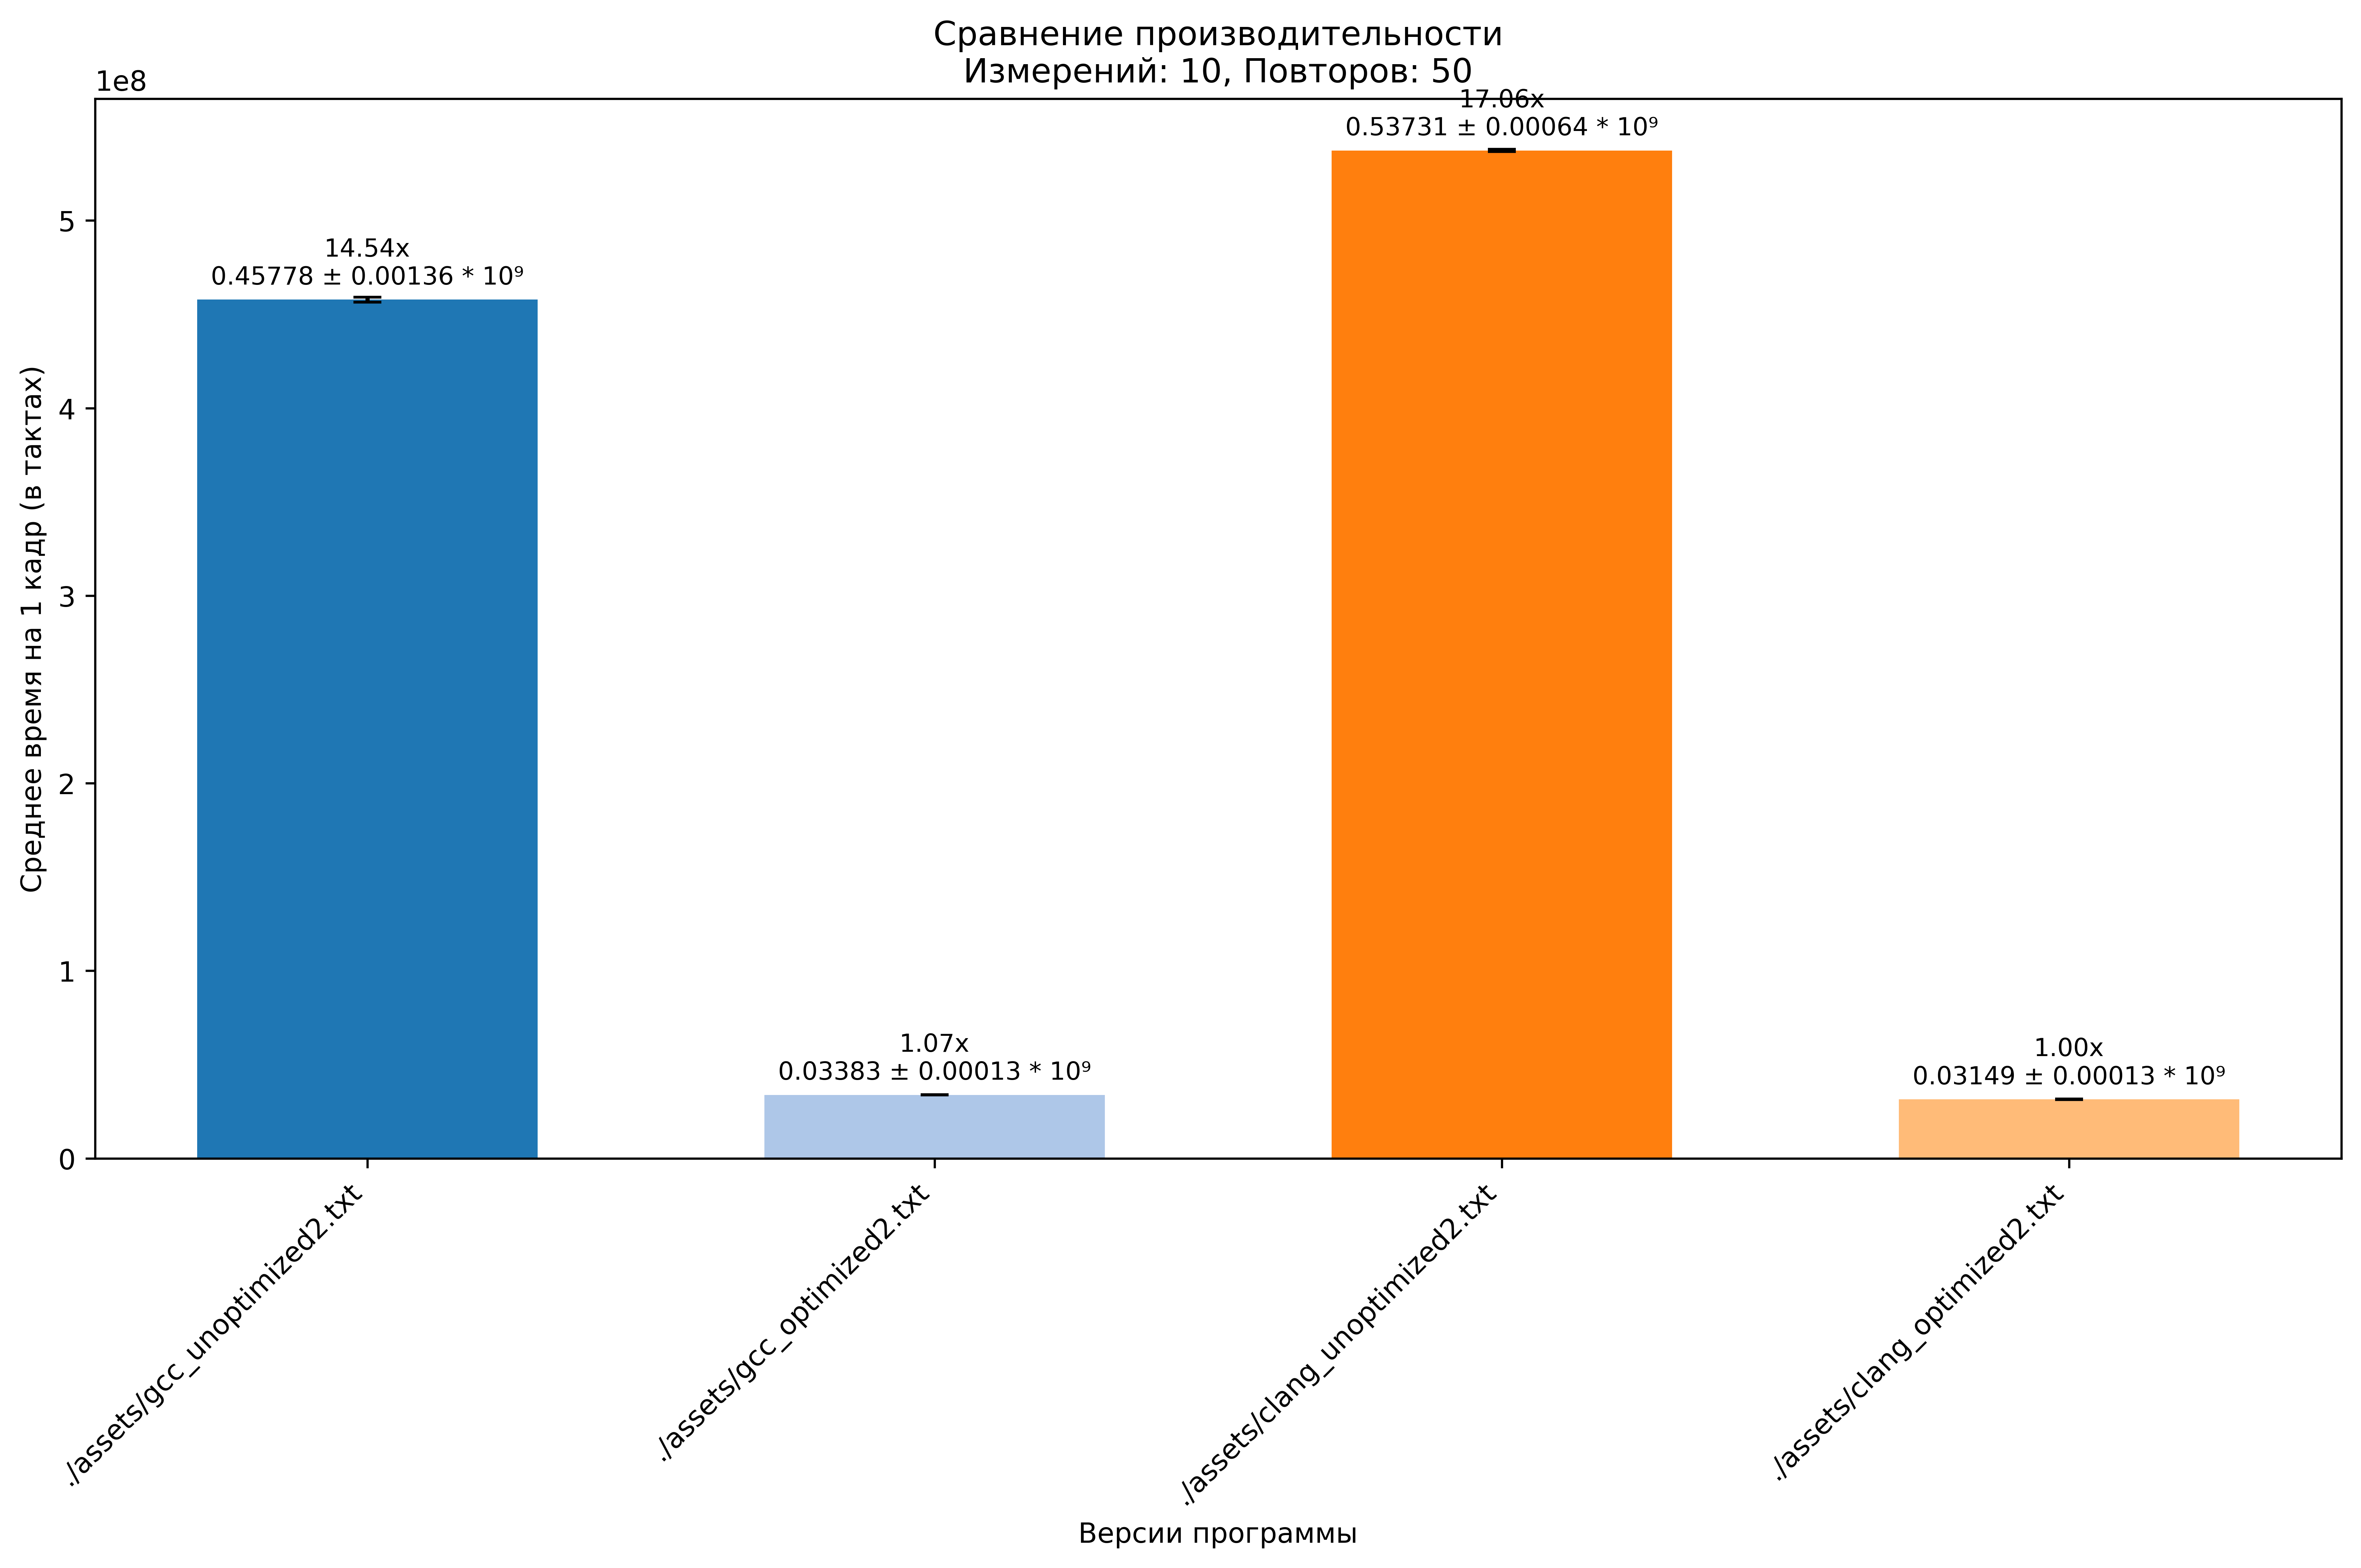 Сравнение производительности
Измерений: 10, Повторов: 50
1e8
17.06x
0.53731 ± 0.00064 * 10⁹
14.54x
0.45778 ± 0.00136 * 10⁹
1.07x
0.03383 ± 0.00013 * 10⁹
1.00x
0.03149 ± 0.00013 * 10⁹
5
4
3
2
1
0
Среднее время на 1 кадр (в тактах)
./assets/gcc_unoptimized2.txt
./assets/gcc_optimized2.txt
./assets/clang_unoptimized2.txt
./assets/clang_optimized2.txt
Версии программы